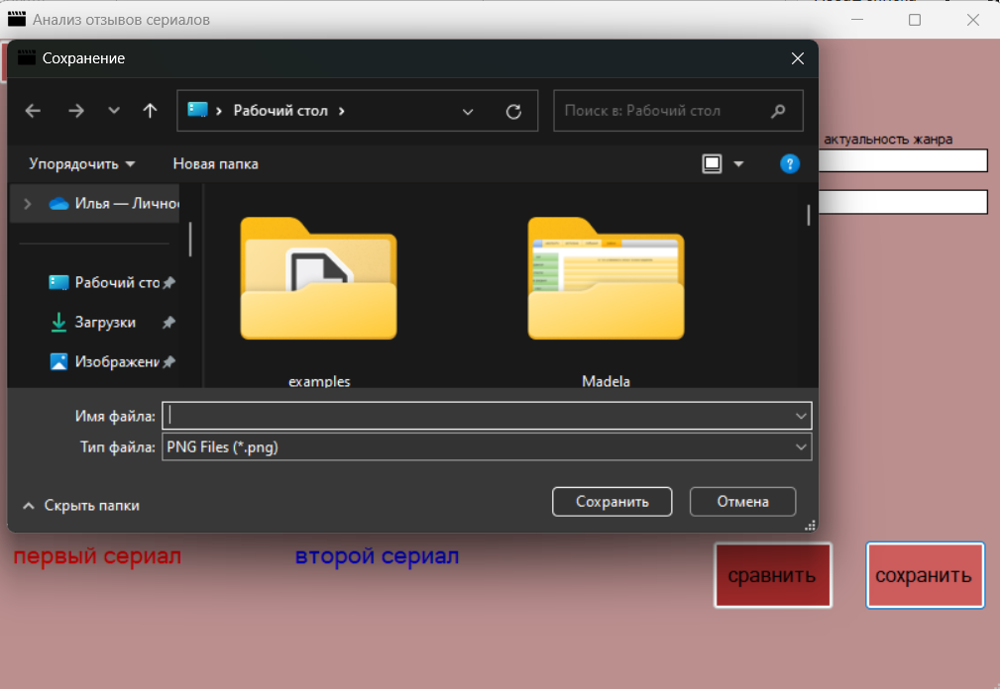 Анализ отзывов сериалов
Сохранение
Рабочий стол
Поиск в: Рабочий стол
Упорядочить
Новая папка
?
актуальность жанра
Илья — Личнос
Рабочий сто
Загрузки
Изображени
examples
Madela
Имя файла:
Тип файла:
PNG Files (*.png)
Скрыть папки
Сохранить
Отмена
первый сериал
второй сериал
сравнить
сохранить